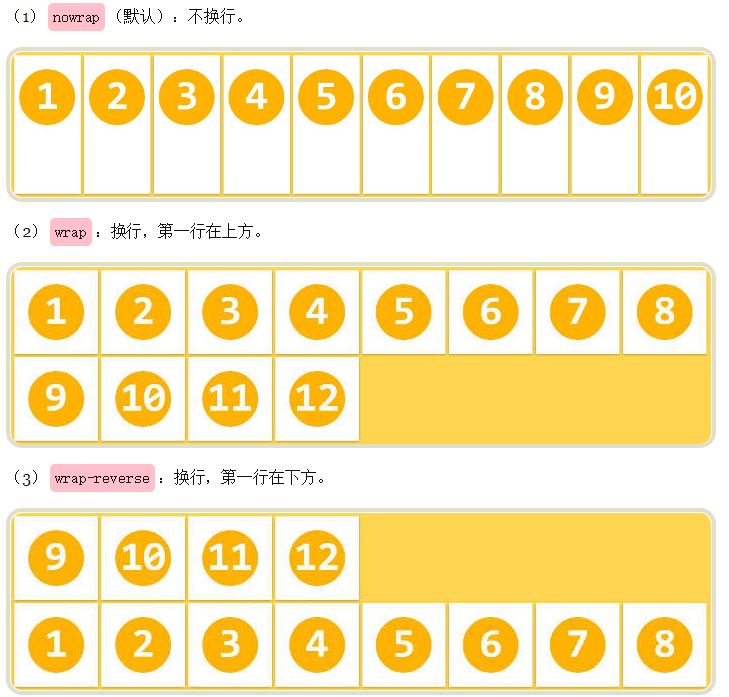 （1） nowrap（默认）：不换行。
1 2 3 4 5 6 7 8 9 10
（2） wrap：换行，第一行在上方。
1 2 3 4 5 6 7 8
9 10 11 12
（3） wrap-reverse：换行，第一行在下方。
9 10 11 12
1 2 3 4 5 6 7 8